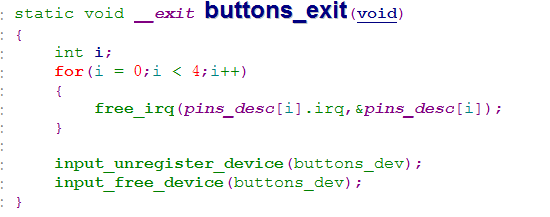 : static void __exit buttons_exit(void)
: {
:     int i;
:     for(i = 0;i < 4;i++)
:     {
:         free_irq(pins_desc[i].irq,&pins_desc[i]);
:     }
:
:     input_unregister_device(buttons_dev);
:     input_free_device(buttons_dev);
: }